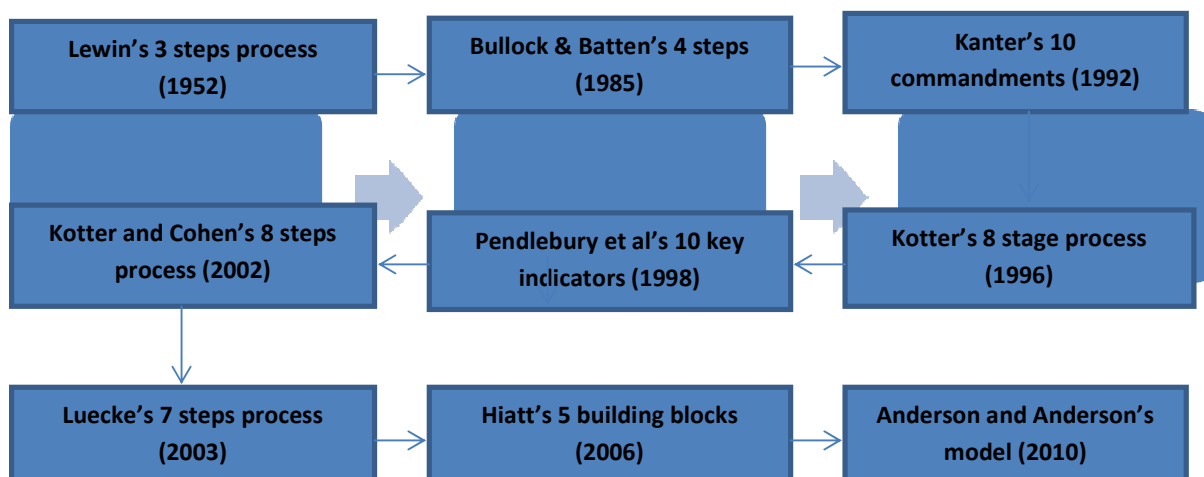 Lewin's 3 steps process
(1952)
Bullock & Batten's 4 steps
(1985)
Kanter's 10
commandments (1992)
Kotter and Cohen's 8 steps
process (2002)
Pendlebury et al's 10 key
indicators (1998)
Kotter's 8 stage process
(1996)
Luecke's 7 steps process
(2003)
Hiatt's 5 building blocks
(2006)
Anderson and Anderson's
model (2010)